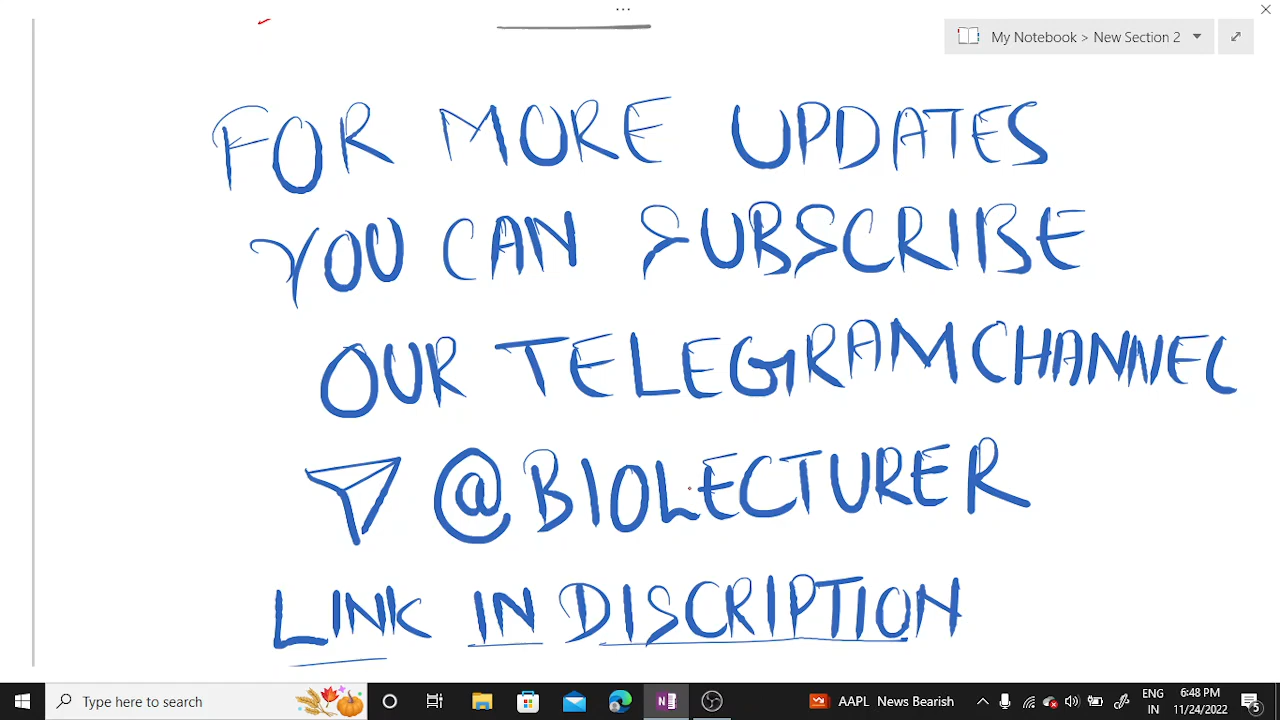 ...
My Notebook > New Section 2
FOR MORE UPDATES
YOU CAN SUBSCRIBE
OUR TELEGRAM CHANNEL
@BIOLECTURER
LINK IN DISCRIPTION
Type here to search
AAPL News Bearish
ENG
IN
6:48 PM
11/24/2022
5